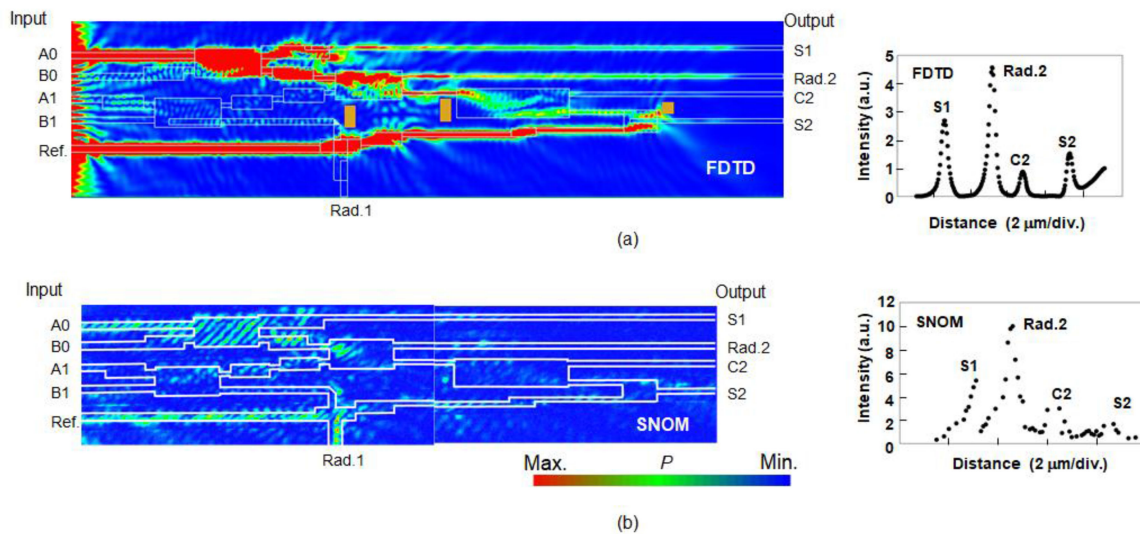 Input
Output
A0
B0
A1
B1
Ref.
S1
Rad.2
C2
S2
FDTD
Rad.1
5
4
3
2
1
0
Intensity (a.u.)
FDTD
S1
Rad.2
C2
S2
Distance (2 μm/div.)
(a)
Input
Output
A0
B0
A1
B1
Ref.
S1
Rad.2
C2
S2
SNOM
Rad.1
Max.
P
Min.
12
10
8
6
4
2
0
Intensity (a.u.)
SNOM
S1
Rad.2
C2
S2
Distance (2 μm/div.)
(b)